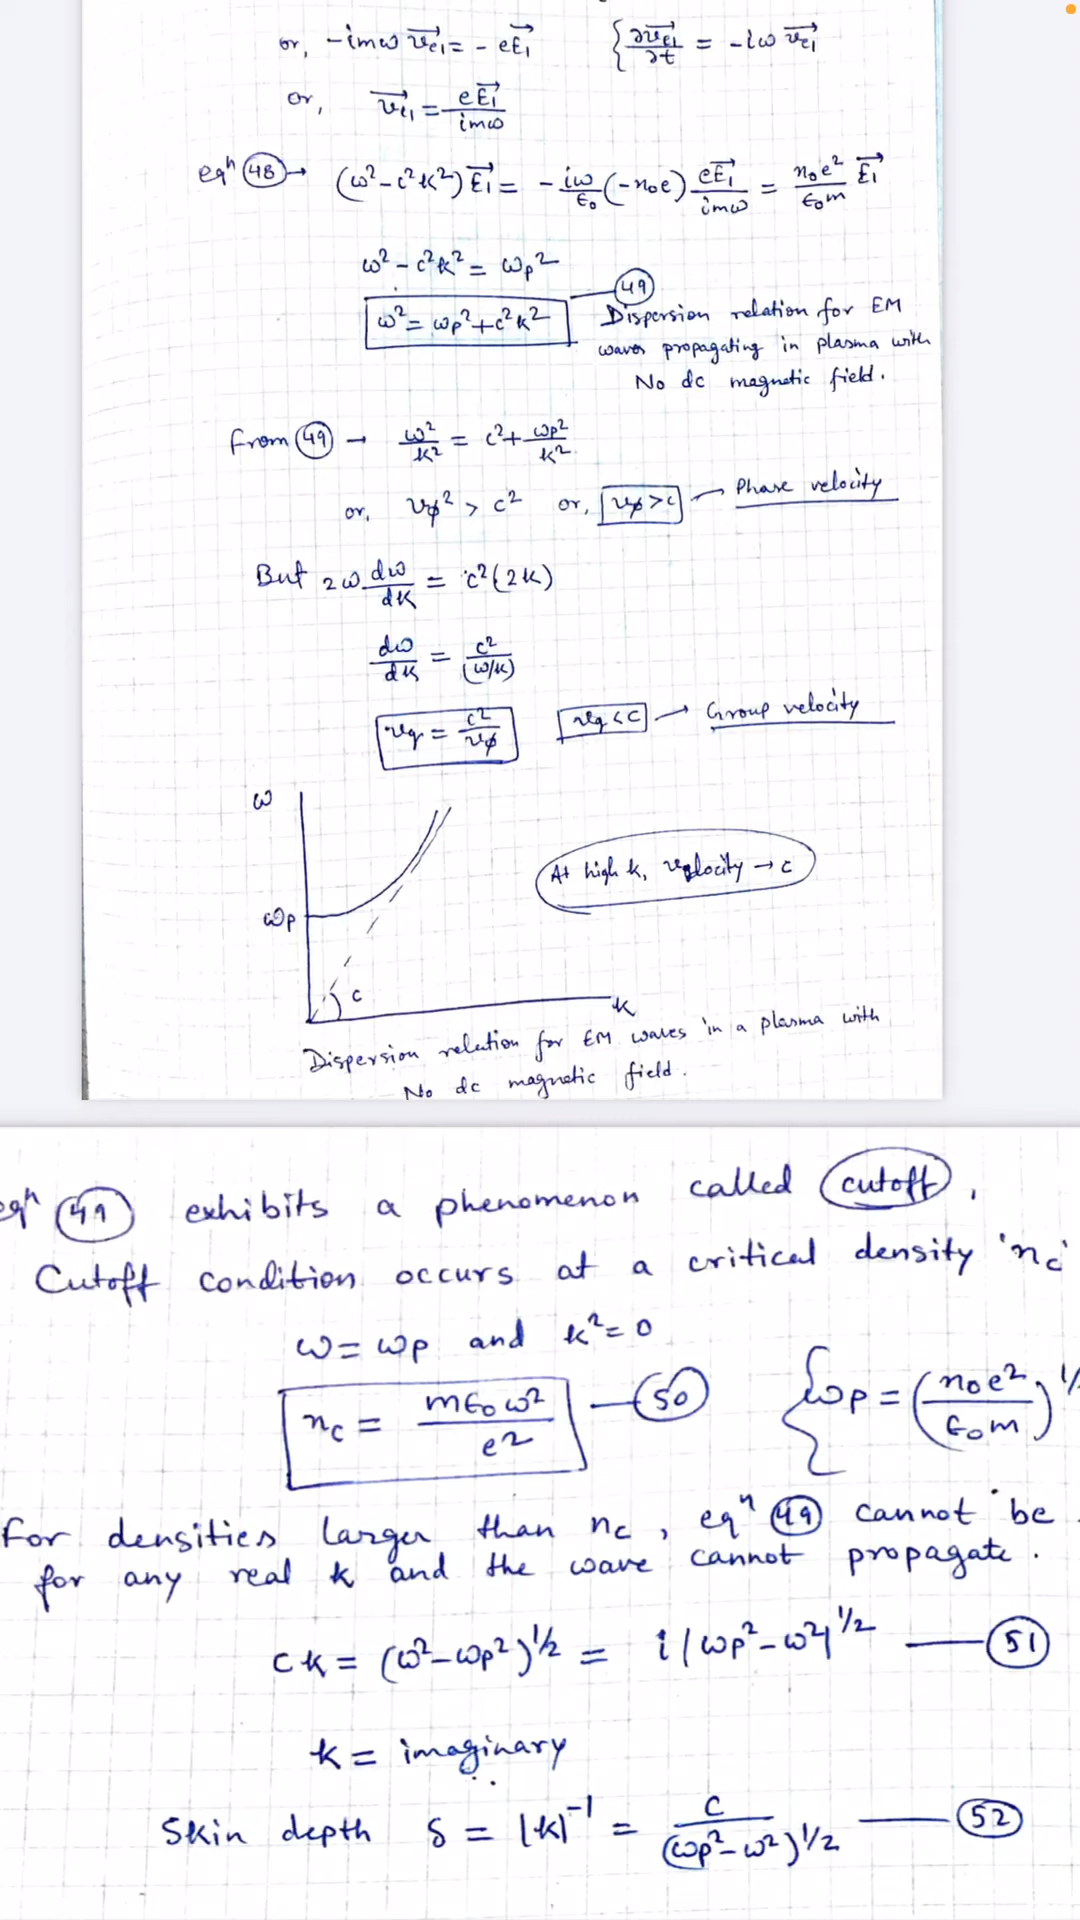 or, -imω v⃗e1 = - eE⃗1 { ∂v⃗e1/∂t = -iω v⃗e1
or, v⃗e1 = eE⃗1/imω
eqⁿ (48)→ (ω²-c²k²) E⃗1 = - iω/ε₀ (-n₀e) eE⃗1/imω = n₀e²/ε₀m E⃗1
ω² - c²k² = ωp²
ω² = ωp²+c²k² (49)
Dispersion relation for EM
waves propagating in plasma with
No dc magnetic field.
From (49) → ω²/k² = c²+ ωp²/k²
or, vϕ² > c² or, vϕ>c → Phase velocity
But 2ω dω/dk = c²(2k)
dω/dk = c²/(ω/k)
vg = c²/vϕ vg < c → Group velocity
ω
At high k, velocity → c
ωp
c
k
Dispersion relation for EM waves in a plasma with
No dc magnetic field.
eqⁿ (49) exhibits a phenomenon called cutoff,
Cutoff condition occurs at a critical density 'nc'
ω = ωp and k²=0
nc = mε₀ω²/e² (50) { ωp = (n₀e²/ε₀m)^1/
For densities larger than nc, eqⁿ (49) cannot be
for any real k and the wave cannot propagate.
ck = (ω²-ωp²)^1/2 = i|ωp²-ω²|^1/2 — (51)
k = imaginary
Skin depth δ = |k|⁻¹ = c/(ωp²-ω²)^1/2 — (52)